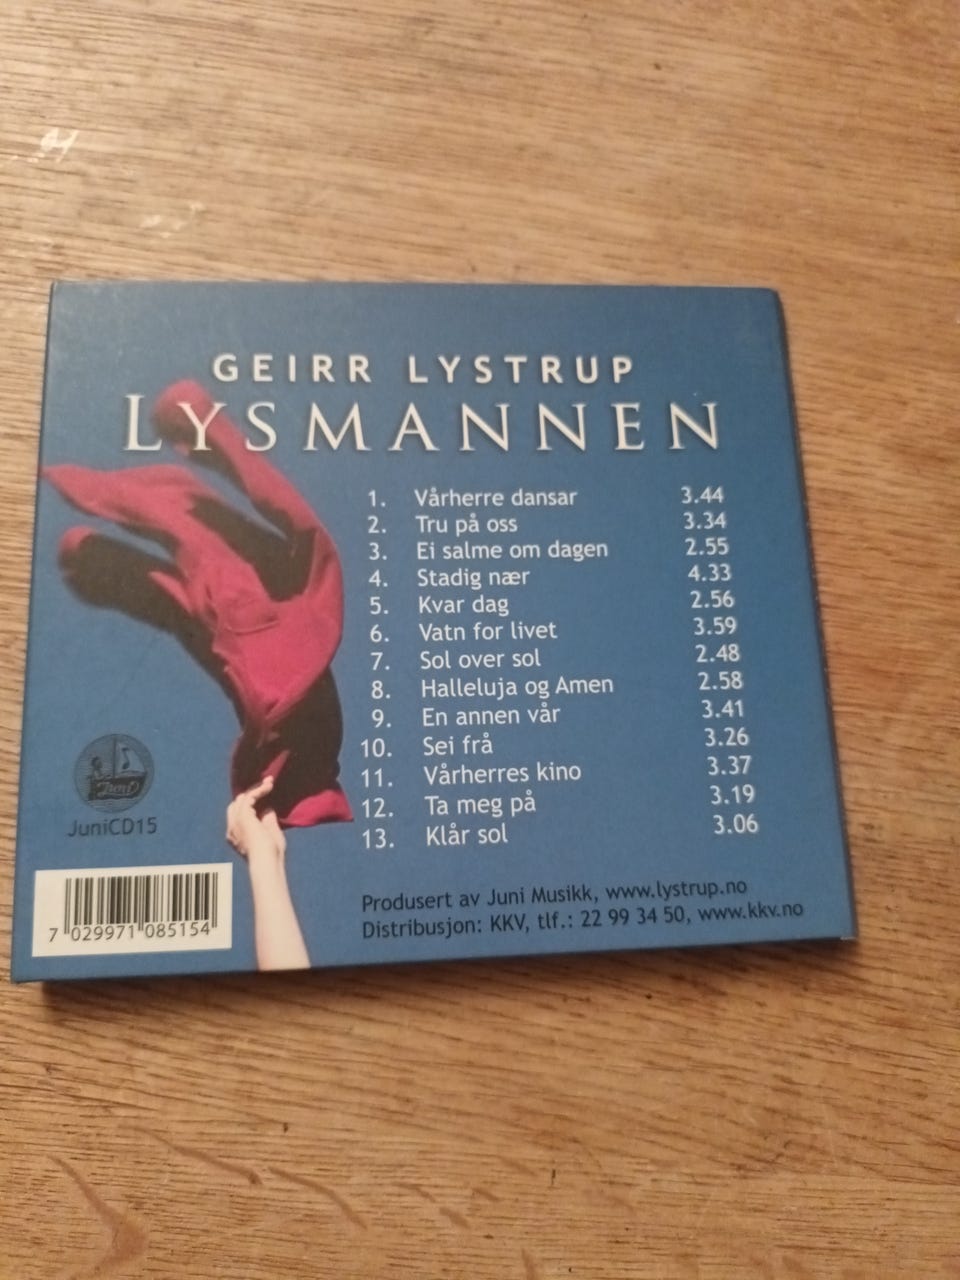 GEIRR LYSTRUP
LYSMANNEN
1. Vårherre dansar 3.44
2. Tru på oss 3.34
3. Ei salme om dagen 2.55
4. Stadig nær 4.33
5. Kvar dag 2.56
6. Vatn for livet 3.59
7. Sol over sol 2.48
8. Halleluja og Amen 2.58
9. En annen vår 3.41
10. Sei frå 3.26
11. Vårherres kino 3.37
12. Ta meg på 3.19
13. Klår sol 3.06
Juni
JuniCD15
7 029971 085154
Produsert av Juni Musikk, www.lystrup.no
Distribusjon: KKV, tlf.: 22 99 34 50, www.kkv.no